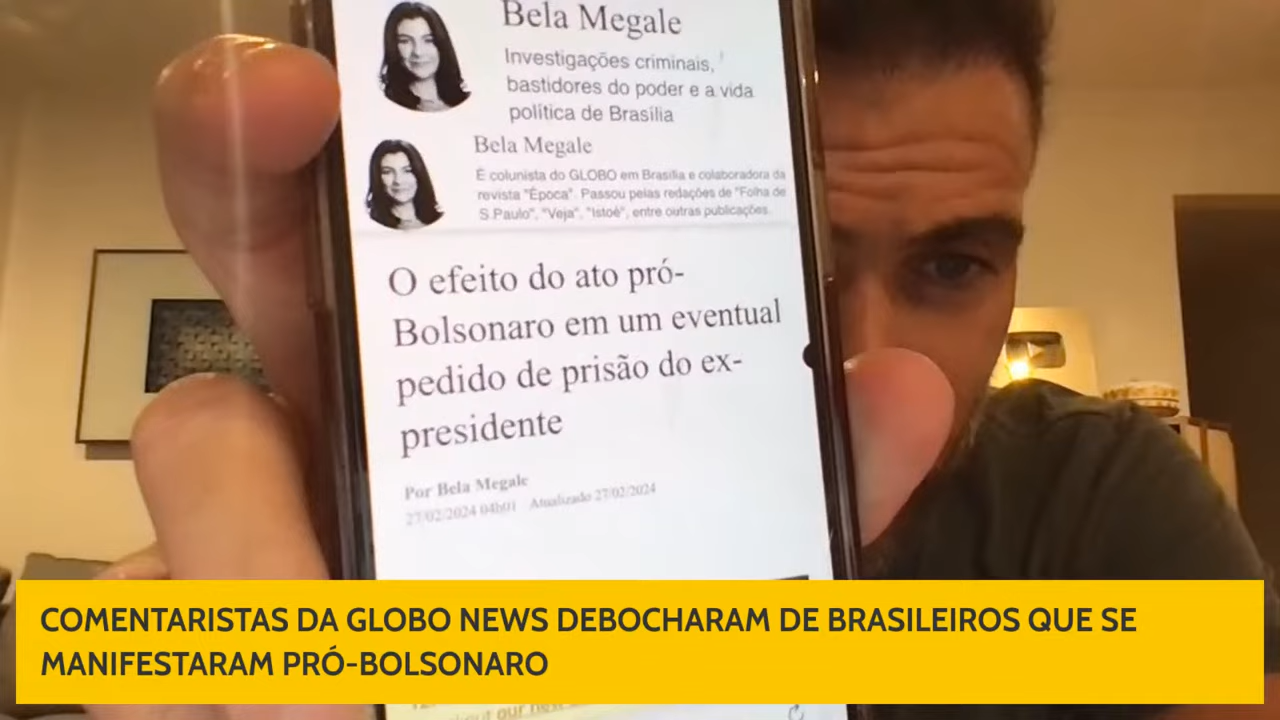 Bela Megale
Investigações criminais,
bastidores do poder e a vida
política de Brasília
Bela Megale
É colunista do GLOBO em Brasília e colaboradora da
revista "Época". Passou pelas redações de "Folha de
S.Paulo", "Veja", "Istoé", entre outras publicações.
O efeito do ato pró-
Bolsonaro em um eventual
pedido de prisão do ex-
presidente
Por Bela Megale
27/02/2024 04h01 Atualizado 27/02/2024
COMENTARISTAS DA GLOBO NEWS DEBOCHARAM DE BRASILEIROS QUE SE
MANIFESTARAM PRÓ-BOLSONARO
our